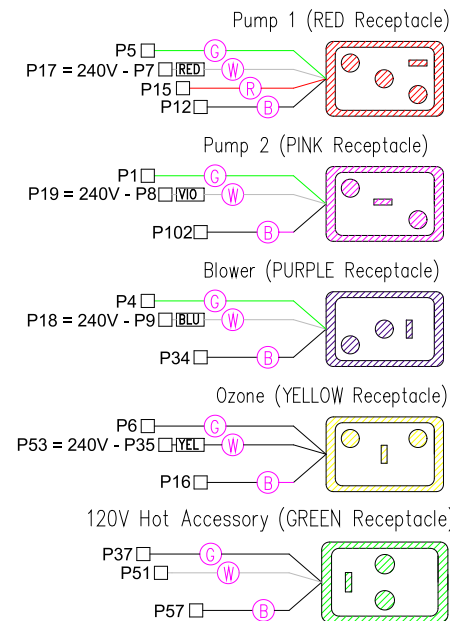 Pump 1 (RED Receptacle)
P5 G
P17 = 240V - P7 RED W
P15 R
P12 B
Pump 2 (PINK Receptacle)
P1 G
P19 = 240V - P8 VIO W
P102 B
Blower (PURPLE Receptacle)
P4 G
P18 = 240V - P9 BLU W
P34 B
Ozone (YELLOW Receptacle)
P6 G
P53 = 240V - P35 YEL W
P16 B
120V Hot Accessory (GREEN Receptacle)
P37 G
P51 W
P57 B